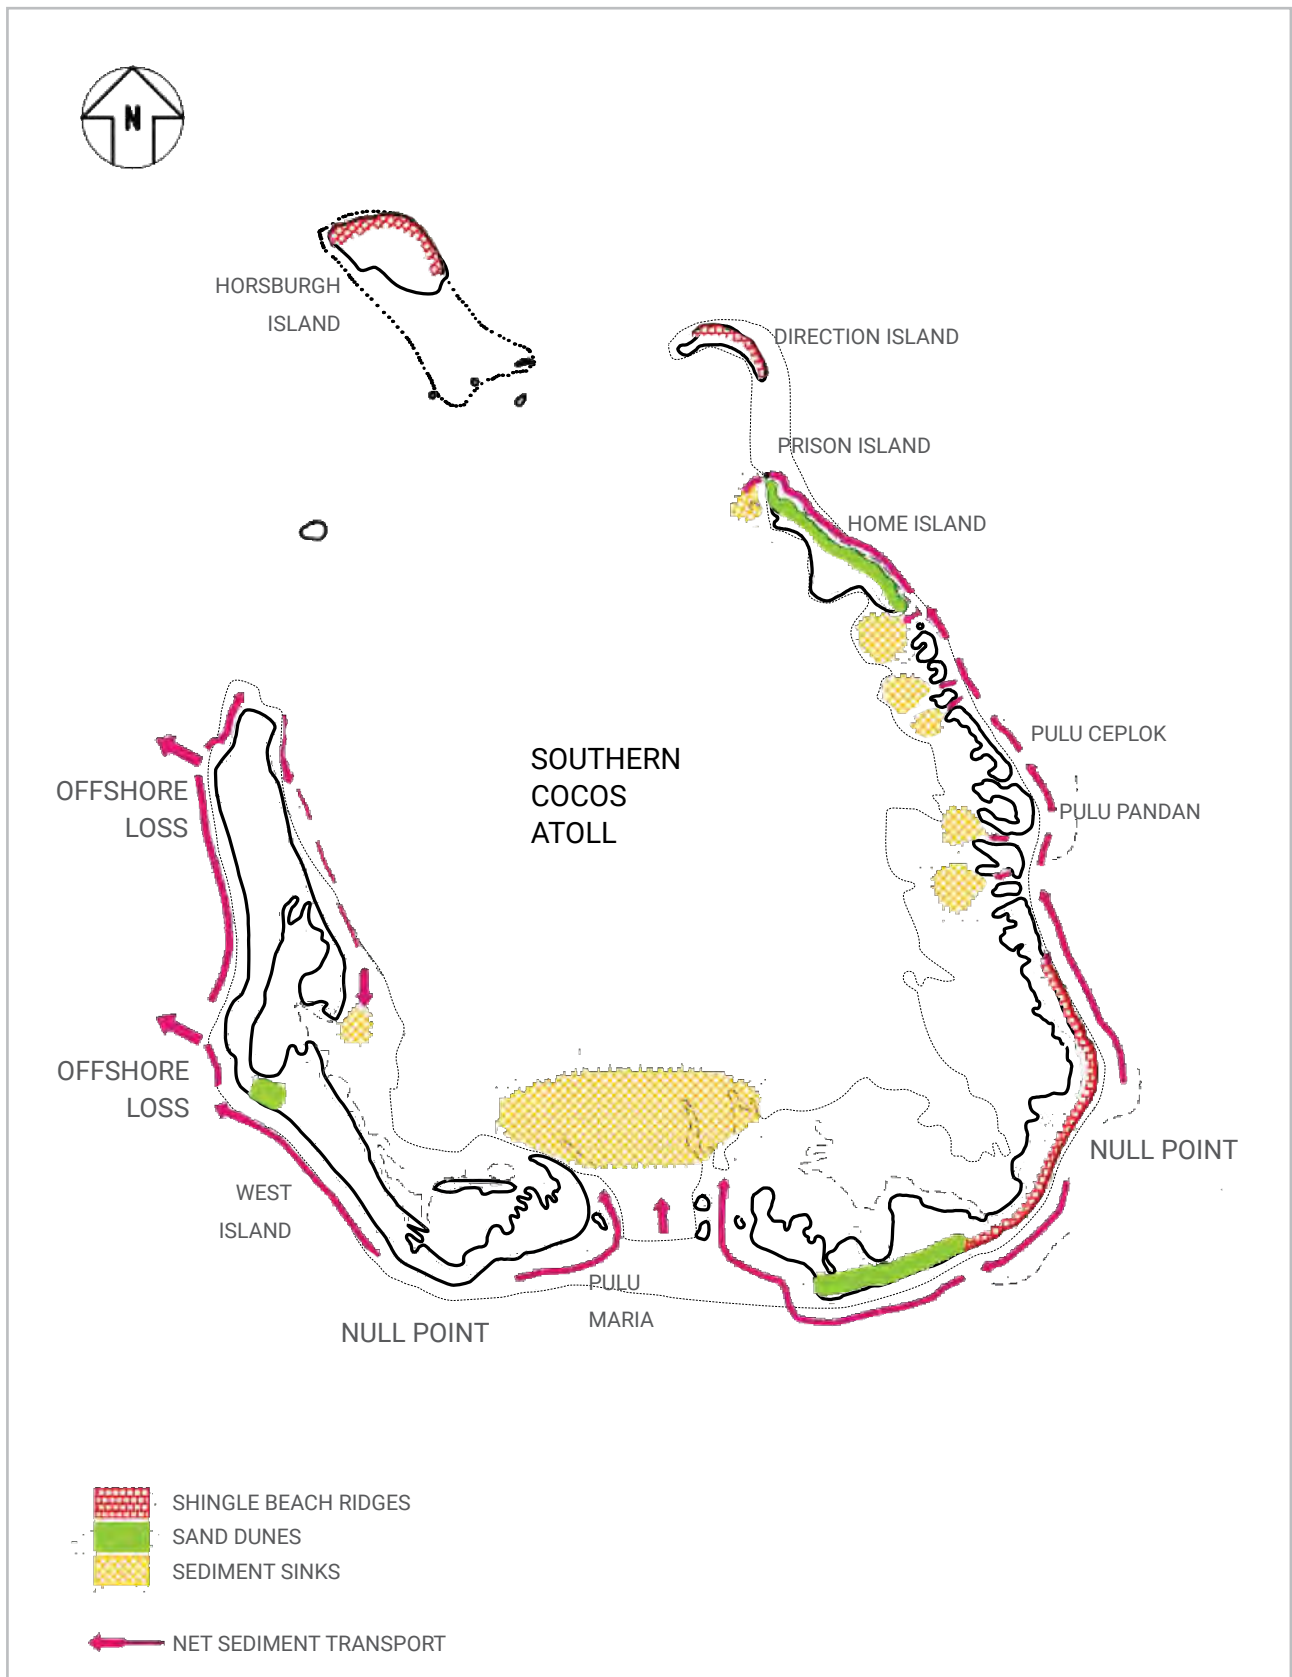 N
HORSBURGH
ISLAND
DIRECTION ISLAND
PRISON ISLAND
HOME ISLAND
PULU CEPLOK
PULU PANDAN
SOUTHERN
COCOS
ATOLL
OFFSHORE
LOSS
OFFSHORE
LOSS
NULL POINT
WEST
ISLAND
PULU
MARIA
NULL POINT
SHINGLE BEACH RIDGES
SAND DUNES
SEDIMENT SINKS
NET SEDIMENT TRANSPORT